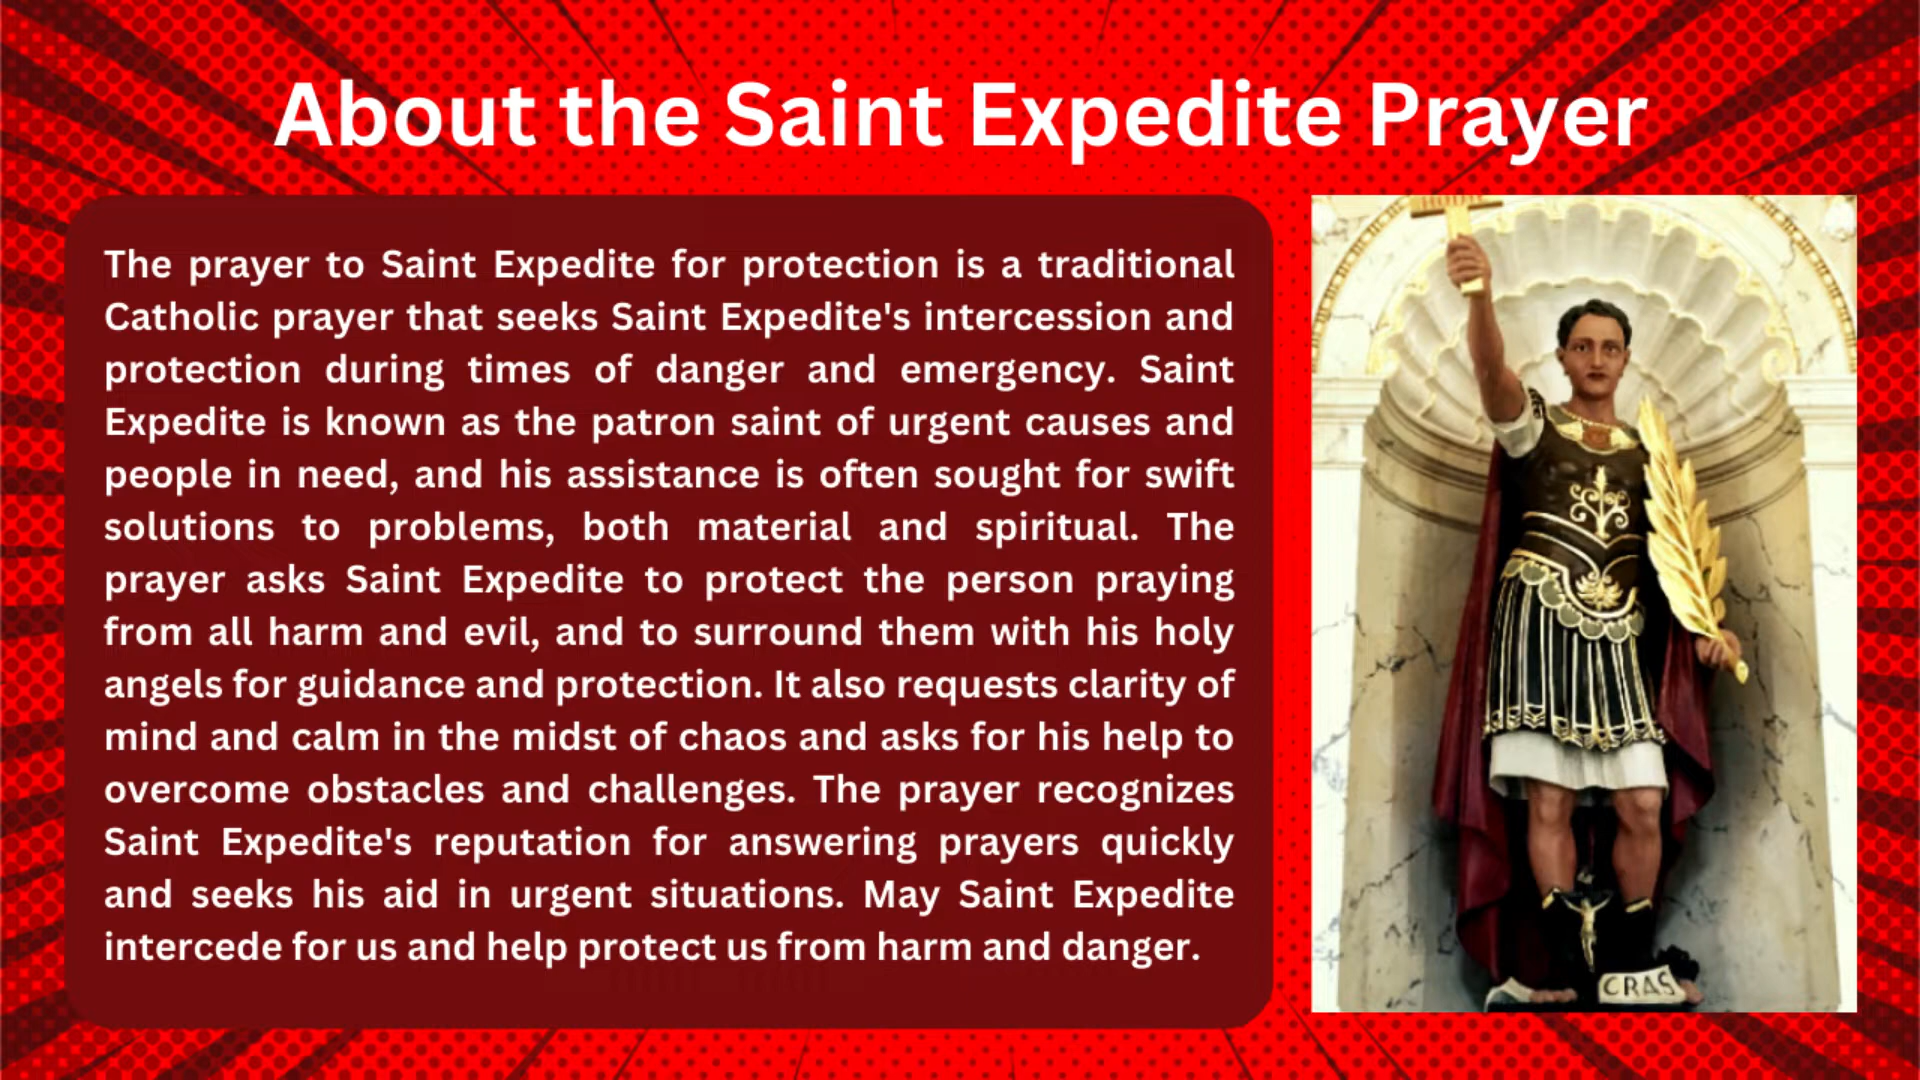 About the Saint Expedite Prayer
The prayer to Saint Expedite for protection is a traditional
Catholic prayer that seeks Saint Expedite's intercession and
protection during times of danger and emergency. Saint
Expedite is known as the patron saint of urgent causes and
people in need, and his assistance is often sought for swift
solutions to problems, both material and spiritual. The
prayer asks Saint Expedite to protect the person praying
from all harm and evil, and to surround them with his holy
angels for guidance and protection. It also requests clarity of
mind and calm in the midst of chaos and asks for his help to
overcome obstacles and challenges. The prayer recognizes
Saint Expedite's reputation for answering prayers quickly
and seeks his aid in urgent situations. May Saint Expedite
intercede for us and help protect us from harm and danger.
CRAS